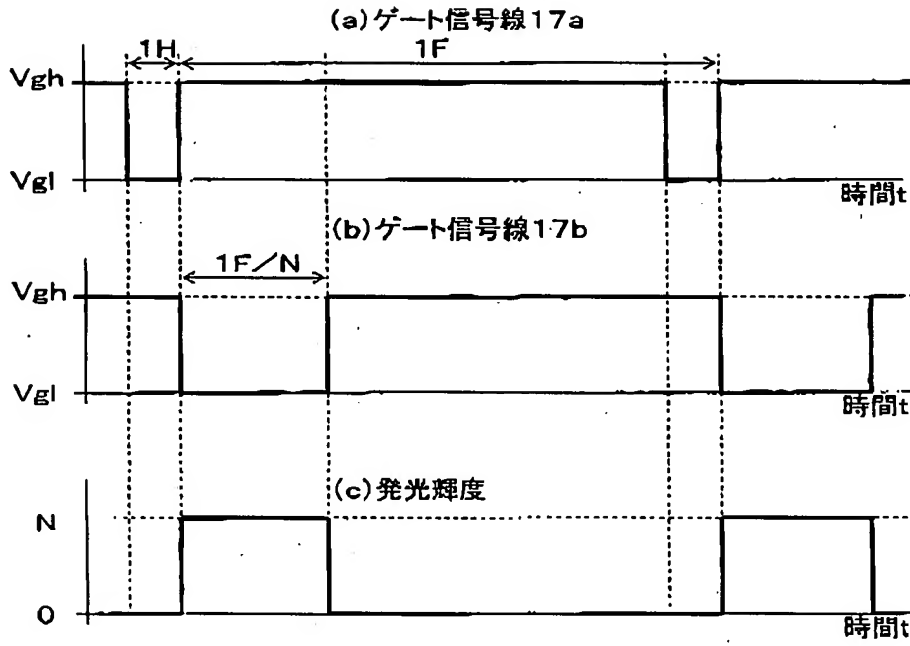 (a)ゲート信号線17a
1H
1F
Vgh
Vgl
時間t
(b)ゲート信号線17b
1F/N
Vgh
Vgl
時間t
(c)発光輝度
N
0
時間t